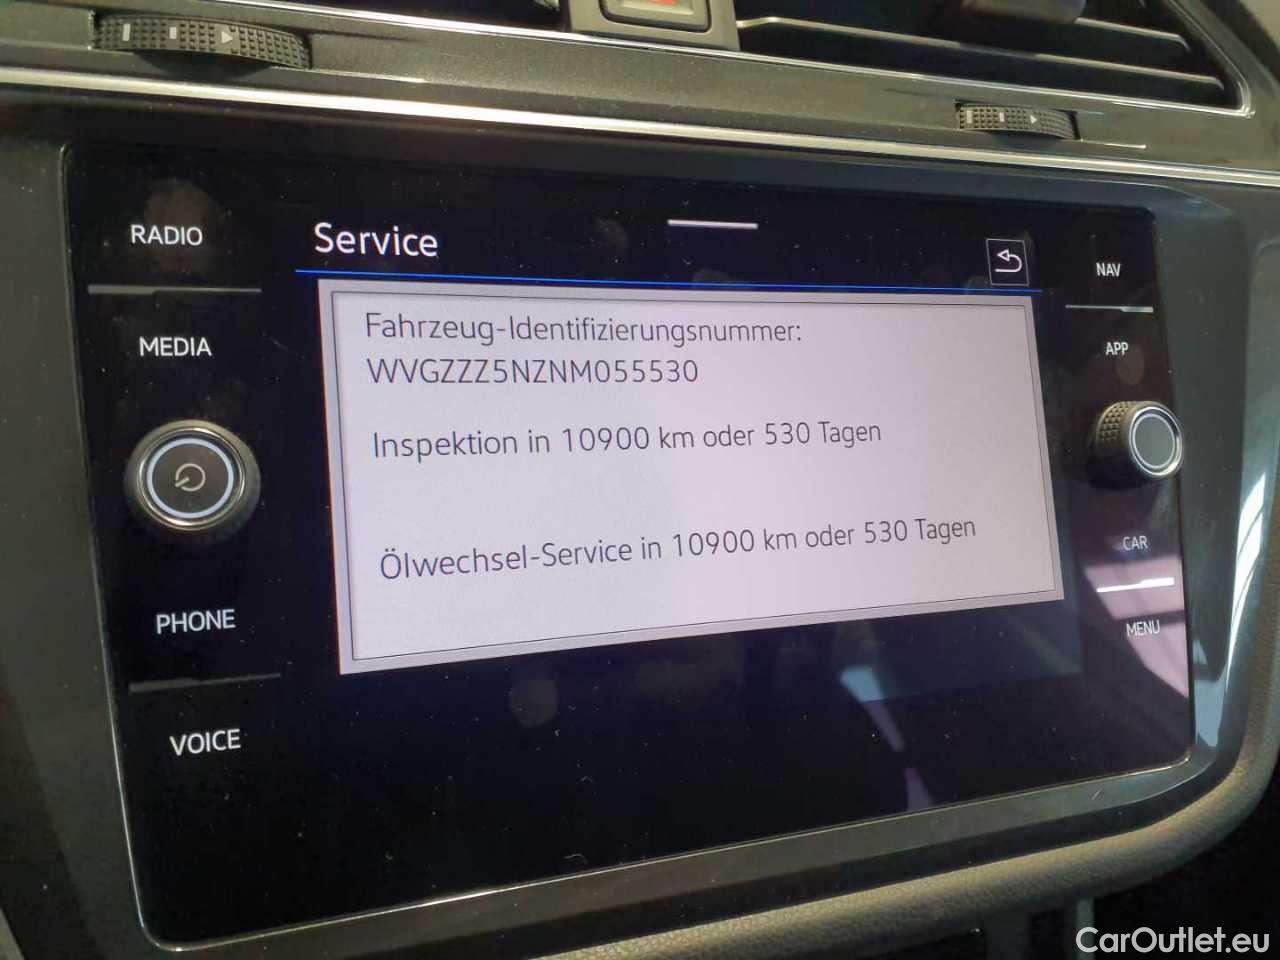 RADIO
MEDIA
PHONE
VOICE
Service
Fahrzeug-Identifizierungsnummer:
WVGZZZ5NZNM055530
Inspektion in 10900 km oder 530 Tagen
Ölwechsel-Service in 10900 km oder 530 Tagen
NAV
APP
CAR
MENU
CarOutlet.eu